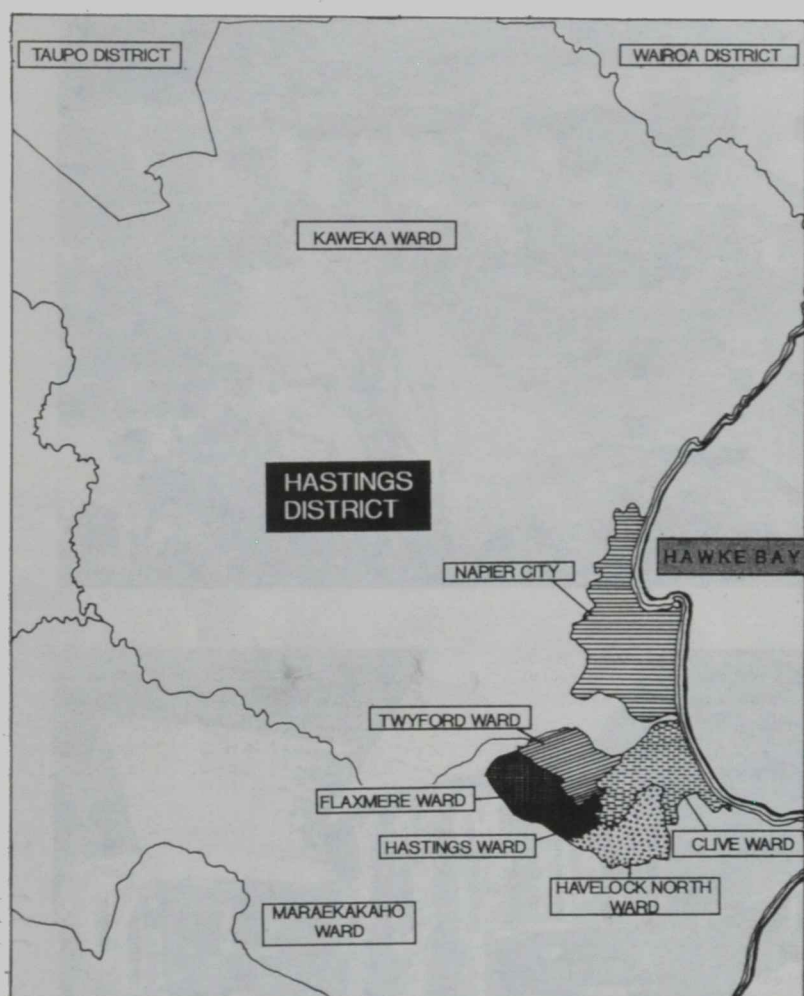 TAUPO DISTRICT
WAIROA DISTRICT
KAWEKA WARD
HASTINGS
DISTRICT
HAWKE BAY
NAPIER CITY
TWYFORD WARD
FLAXMERE WARD
HASTINGS WARD
CLIVE WARD
HAVELOCK NORTH
WARD
MARAEKAKAHO
WARD